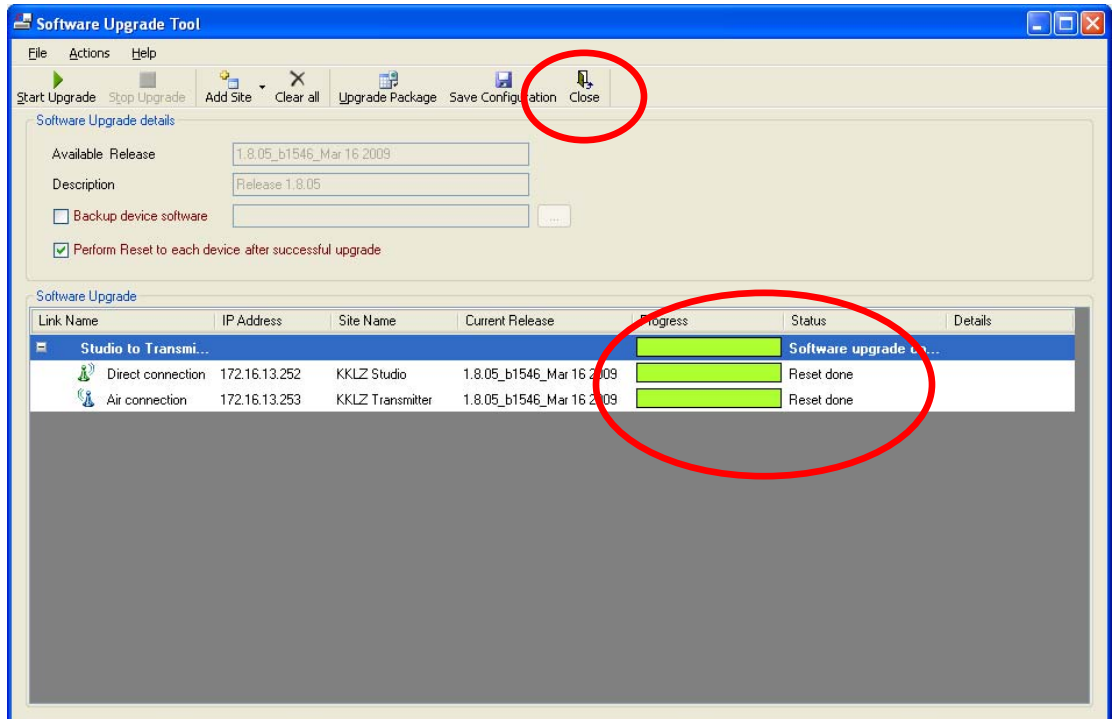 Software Upgrade Tool
File Actions Help
Start Upgrade Stop Upgrade Add Site Clear all Upgrade Package Save Configuration Close
Software Upgrade details
Available Release 1.8.05_b1546_Mar 16 2009
Description Release 1.8.05
Backup device software ...
Perform Reset to each device after successful upgrade
Software Upgrade
Link Name IP Address Site Name Current Release Progress Status Details
Studio to Transmi... Software upgrade do...
Direct connection 172.16.13.252 KKLZ Studio 1.8.05_b1546_Mar 16 2009 Reset done
Air connection 172.16.13.253 KKLZ Transmitter 1.8.05_b1546_Mar 16 2009 Reset done